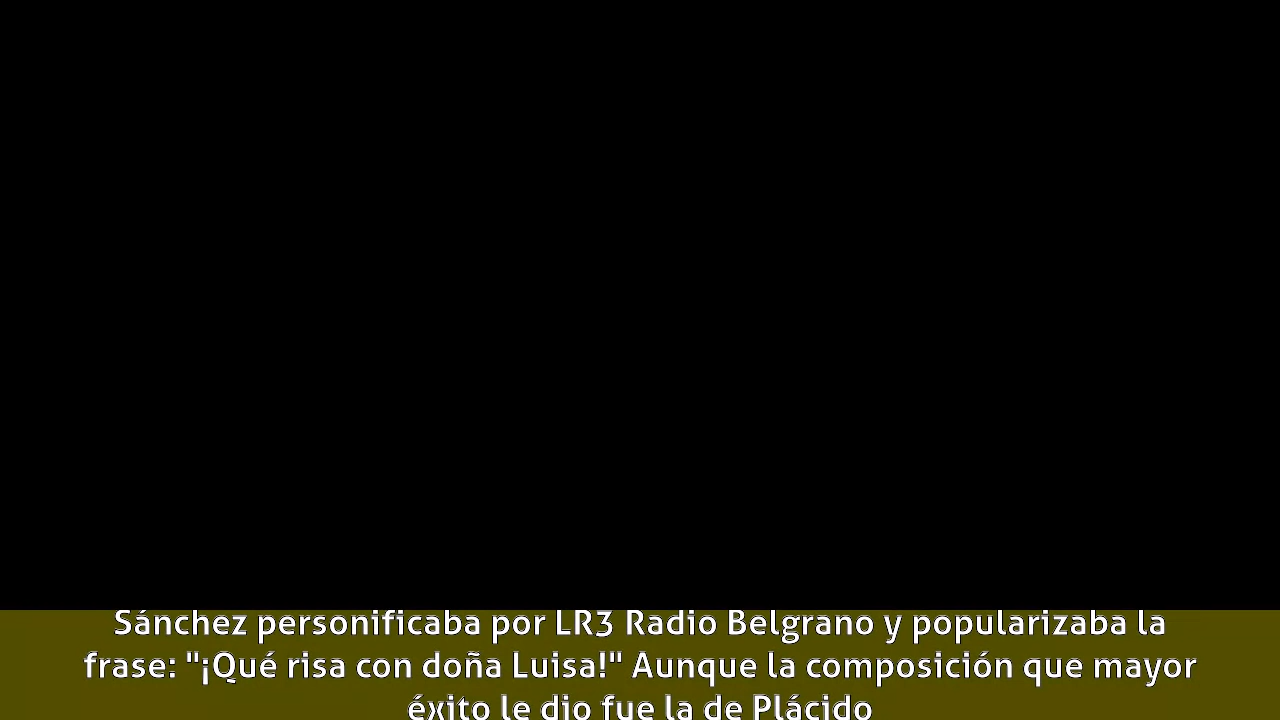 Sánchez personificaba por LR3 Radio Belgrano y popularizaba la
frase: "¡Qué risa con doña Luisa!" Aunque la composición que mayor
éxito le dio fue la de Plácido